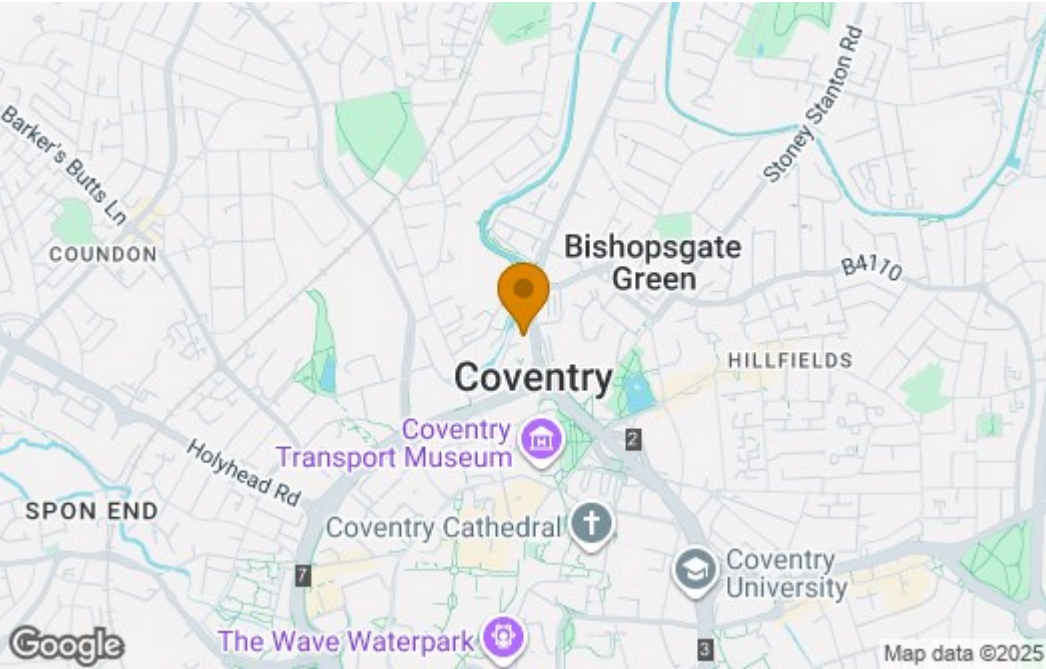 Barker's Butts Ln
Stoney Stanton Rd
COUNDON
Bishopsgate
Green
B4110
Coventry
HILLFIELDS
Coventry
Transport Museum
2
Holyhead Rd
SPON END
Coventry Cathedral
7
Coventry
University
The Wave Waterpark
3
Google
Map data ©2025